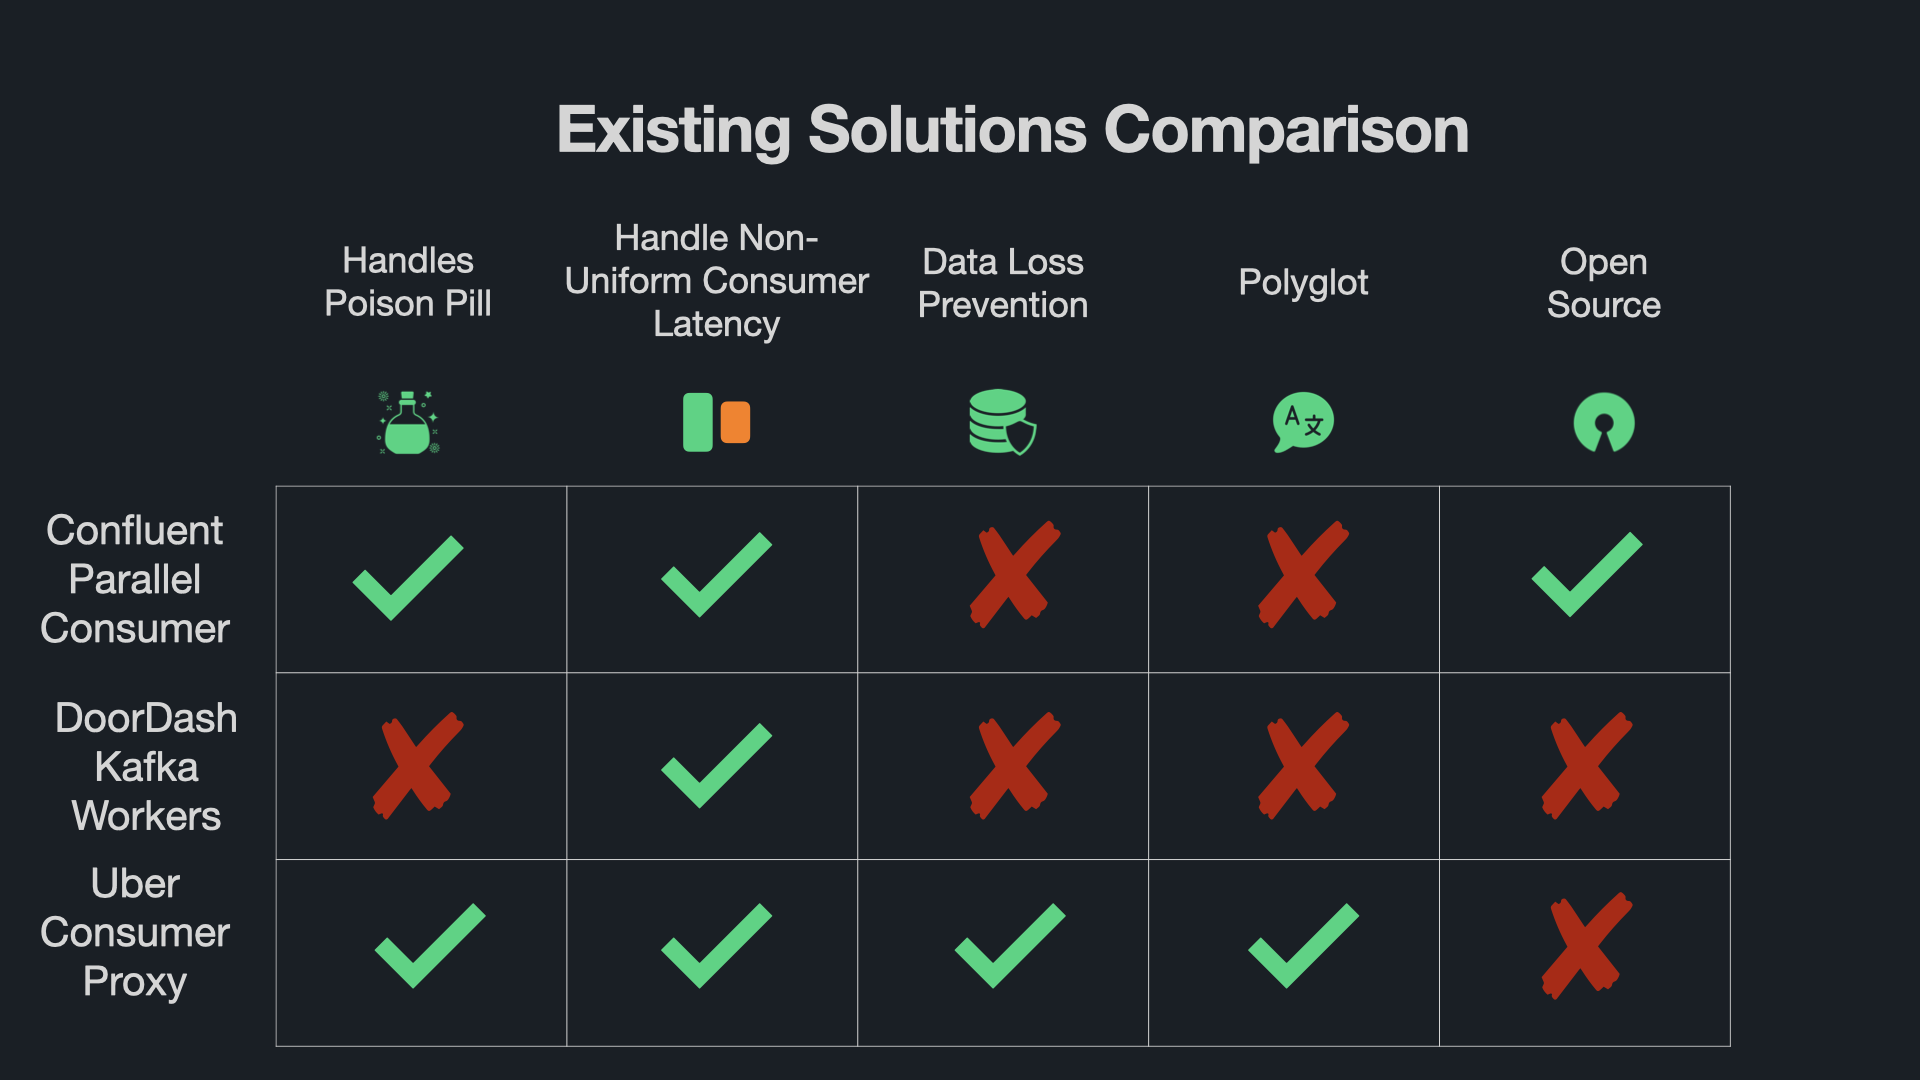 Existing Solutions Comparison
Handles
Poison Pill
Handle Non-
Uniform Consumer
Latency
Data Loss
Prevention
Polyglot
Open
Source
A 文
Confluent
Parallel
Consumer
DoorDash
Kafka
Workers
Uber
Consumer
Proxy